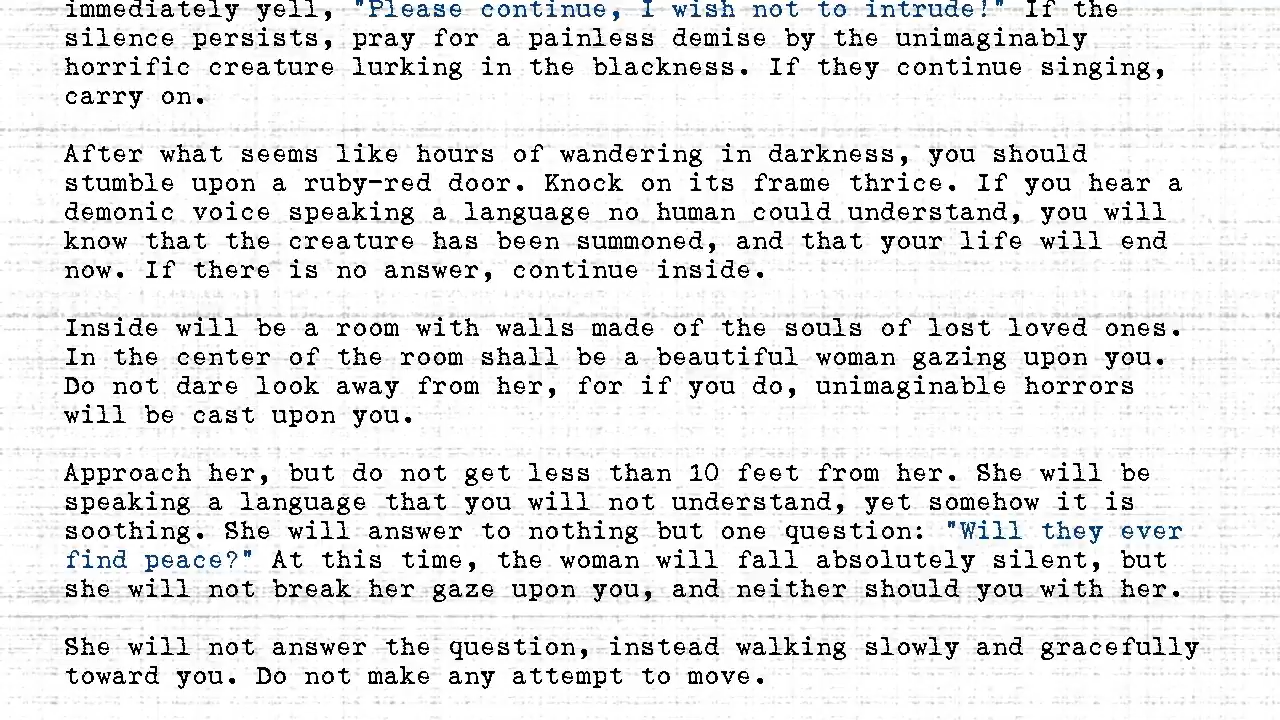 immediately yell, "Please continue, I wish not to intrude!" If the
silence persists, pray for a painless demise by the unimaginably
horrific creature lurking in the blackness. If they continue singing,
carry on.
After what seems like hours of wandering in darkness, you should
stumble upon a ruby-red door. Knock on its frame thrice. If you hear a
demonic voice speaking a language no human could understand, you will
know that the creature has been summoned, and that your life will end
now. If there is no answer, continue inside.
Inside will be a room with walls made of the souls of lost loved ones.
In the center of the room shall be a beautiful woman gazing upon you.
Do not dare look away from her, for if you do, unimaginable horrors
will be cast upon you.
Approach her, but do not get less than 10 feet from her. She will be
speaking a language that you will not understand, yet somehow it is
soothing. She will answer to nothing but one question: "Will they ever
find peace?" At this time, the woman will fall absolutely silent, but
she will not break her gaze upon you, and neither should you with her.
She will not answer the question, instead walking slowly and gracefully
toward you. Do not make any attempt to move.